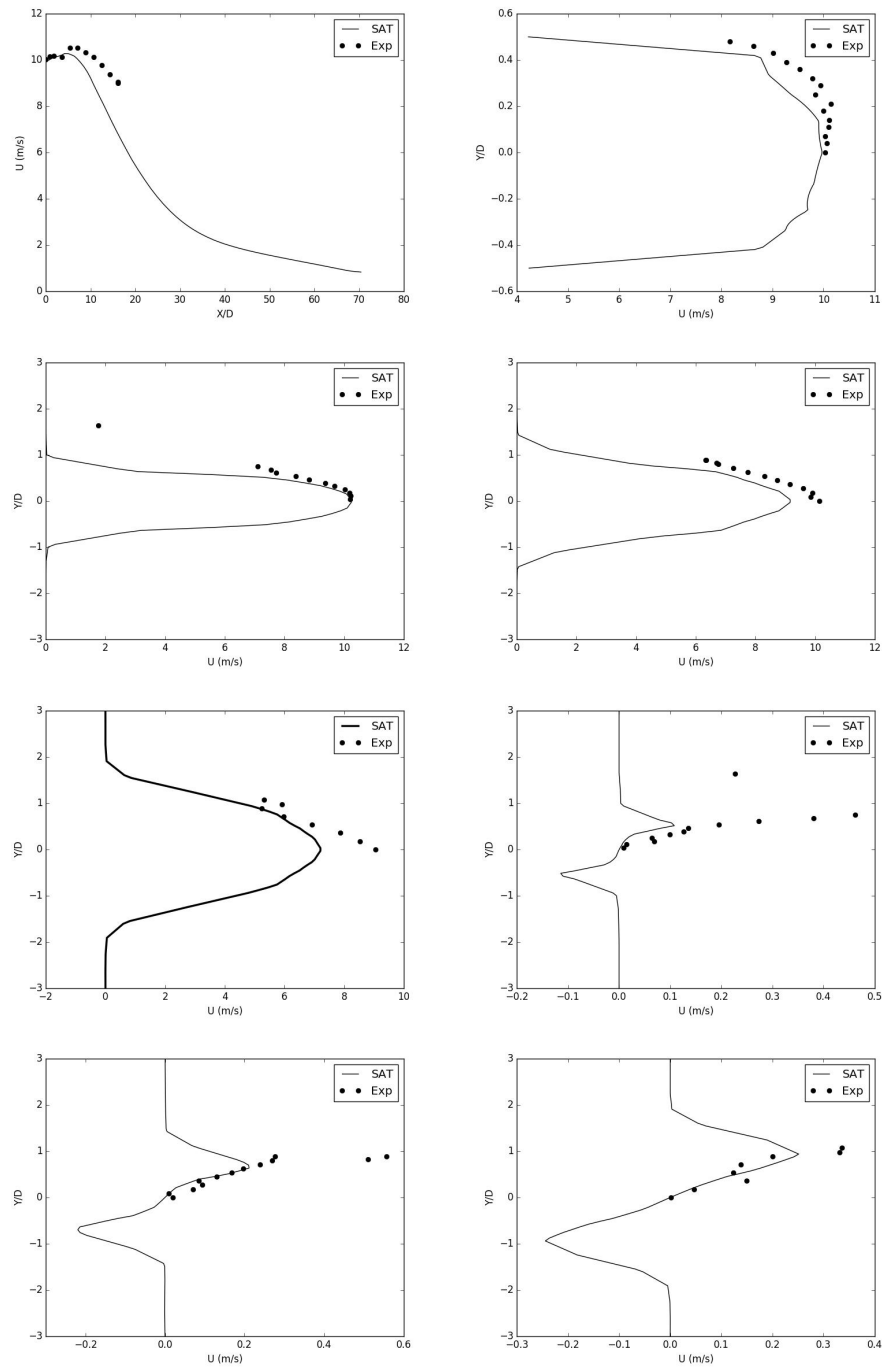 12
10
8
6
4
2
0
U (m/s)
0 10 20 30 40 50 60 70 80
X/D
SAT
Exp
0.6
0.4
0.2
0.0
−0.2
−0.4
−0.6
Y/D
4 5 6 7 8 9 10 11
U (m/s)
SAT
Exp
3
2
1
0
−1
−2
−3
Y/D
0 2 4 6 8 10 12
U (m/s)
SAT
Exp
3
2
1
0
−1
−2
−3
Y/D
0 2 4 6 8 10 12
U (m/s)
SAT
Exp
3
2
1
0
−1
−2
−3
Y/D
−2 0 2 4 6 8 10
U (m/s)
SAT
Exp
3
2
1
0
−1
−2
−3
Y/D
−0.2 −0.1 0.0 0.1 0.2 0.3 0.4 0.5
U (m/s)
SAT
Exp
3
2
1
0
−1
−2
−3
Y/D
−0.2 0.0 0.2 0.4 0.6
U (m/s)
SAT
Exp
3
2
1
0
−1
−2
−3
Y/D
−0.3 −0.2 −0.1 0.0 0.1 0.2 0.3 0.4
U (m/s)
SAT
Exp